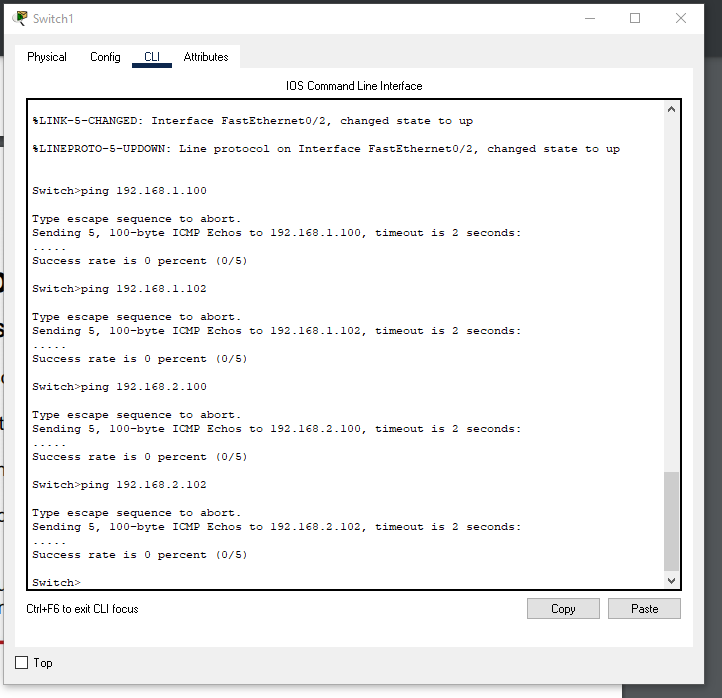 Switch1
Physical Config CLI Attributes
IOS Command Line Interface
%LINK-5-CHANGED: Interface FastEthernet0/2, changed state to up
%LINEPROTO-5-UPDOWN: Line protocol on Interface FastEthernet0/2, changed state to up
Switch>ping 192.168.1.100
Type escape sequence to abort.
Sending 5, 100-byte ICMP Echos to 192.168.1.100, timeout is 2 seconds:
.....
Success rate is 0 percent (0/5)
Switch>ping 192.168.1.102
Type escape sequence to abort.
Sending 5, 100-byte ICMP Echos to 192.168.1.102, timeout is 2 seconds:
.....
Success rate is 0 percent (0/5)
Switch>ping 192.168.2.100
Type escape sequence to abort.
Sending 5, 100-byte ICMP Echos to 192.168.2.100, timeout is 2 seconds:
.....
Success rate is 0 percent (0/5)
Switch>ping 192.168.2.102
Type escape sequence to abort.
Sending 5, 100-byte ICMP Echos to 192.168.2.102, timeout is 2 seconds:
.....
Success rate is 0 percent (0/5)
Switch>
Ctrl+F6 to exit CLI focus
Copy Paste
Top